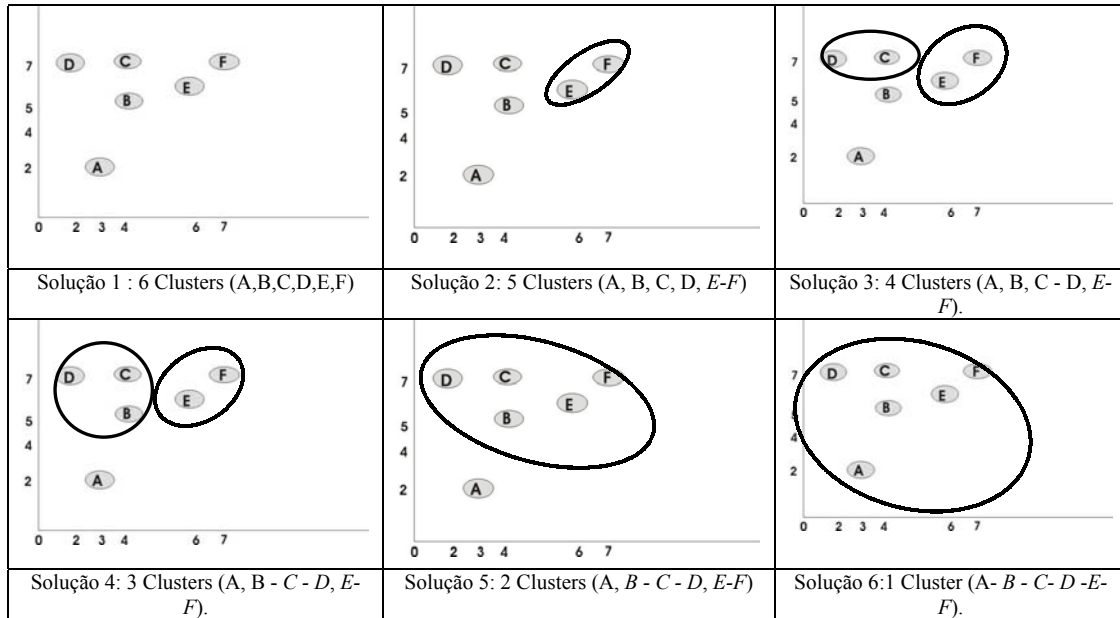 D C F
7
E
B
5
4
A
2
0 2 3 4 6 7
Solução 1 : 6 Clusters (A,B,C,D,E,F)
D C F
7
E
B
5
4
A
2
0 2 3 4 6 7
Solução 2: 5 Clusters (A, B, C, D, E-F)
D C F
7
E
B
5
4
A
2
0 2 3 4 6 7
Solução 3: 4 Clusters (A, B, C - D, E-
F).
D C F
7
E
B
5
4
A
2
0 2 3 4 6 7
Solução 4: 3 Clusters (A, B - C - D, E-
F).
D C F
7
E
B
5
4
A
2
0 2 3 4 6 7
Solução 5: 2 Clusters (A, B - C - D, E-F)
D C F
7
E
B
5
4
A
2
0 2 3 4 6 7
Solução 6:1 Cluster (A- B - C- D -E-
F).